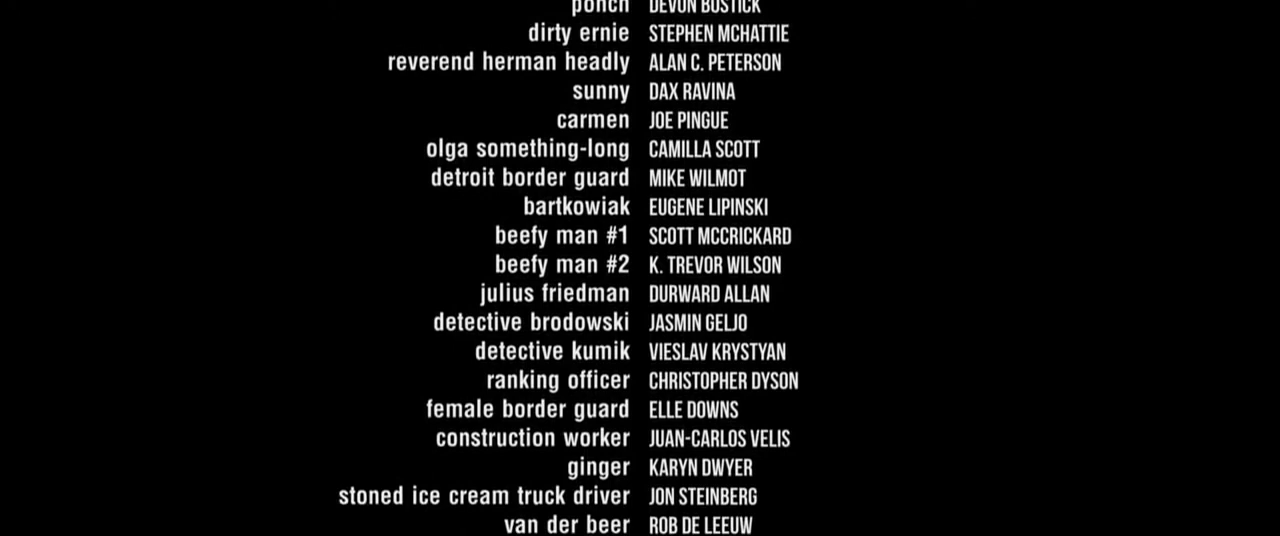 ponch DEVON BOSTICK
dirty ernie STEPHEN MCHATTIE
reverend herman headly ALAN C. PETERSON
sunny DAX RAVINA
carmen JOE PINGUE
olga something-long CAMILLA SCOTT
detroit border guard MIKE WILMOT
bartkowiak EUGENE LIPINSKI
beefy man #1 SCOTT MCCRICKARD
beefy man #2 K. TREVOR WILSON
julius friedman DURWARD ALLAN
detective brodowski JASMIN GELJO
detective kumik VIESLAV KRYSTYAN
ranking officer CHRISTOPHER DYSON
female border guard ELLE DOWNS
construction worker JUAN-CARLOS VELIS
ginger KARYN DWYER
stoned ice cream truck driver JON STEINBERG
van der beer ROB DE LEEUW